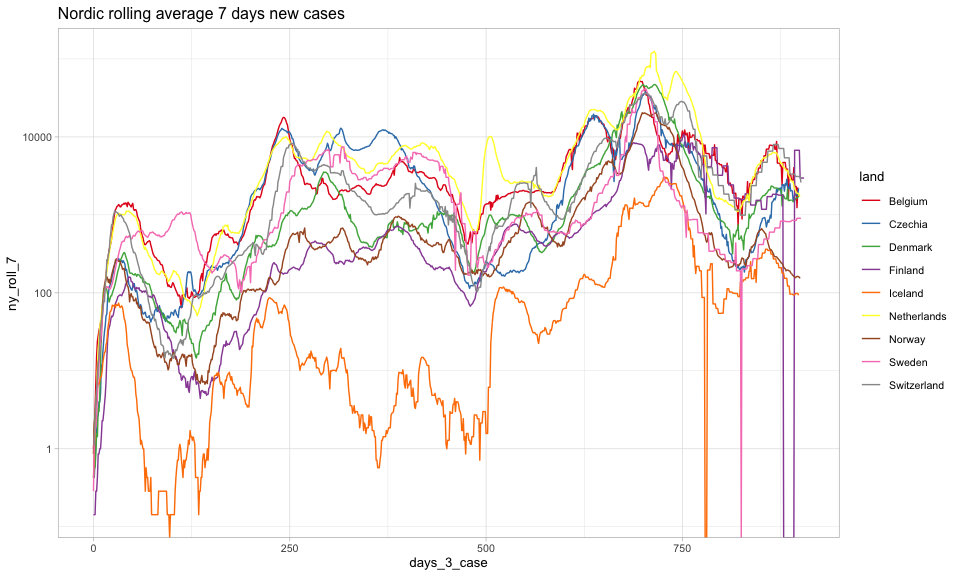 Nordic rolling average 7 days new cases
ny_roll_7
10000
100
1
0
250
500
750
days_3_case
land
Belgium
Czechia
Denmark
Finland
Iceland
Netherlands
Norway
Sweden
Switzerland